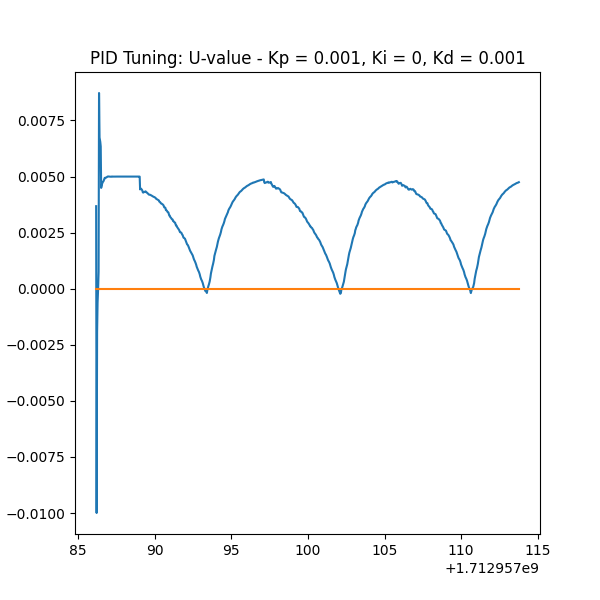 PID Tuning: U-value - Kp = 0.001, Ki = 0, Kd = 0.001
0.0075
0.0050
0.0025
0.0000
−0.0025
−0.0050
−0.0075
−0.0100
85 90 95 100 105 110 115
+1.712957e9